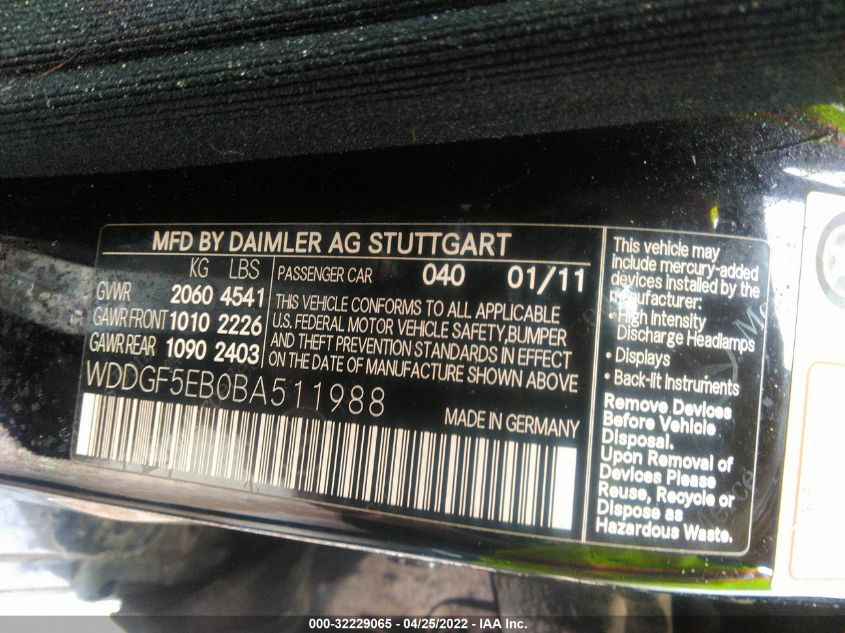 MFD BY DAIMLER AG STUTTGART
KG LBS
GVWR 2060 4541
GAWR FRONT 1010 2226
GAWR REAR 1090 2403
PASSENGER CAR 040 01/11
THIS VEHICLE CONFORMS TO ALL APPLICABLE
U.S. FEDERAL MOTOR VEHICLE SAFETY,BUMPER
AND THEFT PREVENTION STANDARDS IN EFFECT
ON THE DATE OF MANUFACTURE SHOWN ABOVE
WDDGF5EB0BA511988
MADE IN GERMANY
This vehicle may
include mercury-added
devices installed by the
manufacturer:
• High Intensity
Discharge Headlamps
• Displays
• Back-lit Instruments
Remove Devices
Before Vehicle
Disposal.
Upon Removal of
Devices Please
Reuse, Recycle or
Dispose as
Hazardous Waste.
000-32229065 - 04/25/2022 - IAA Inc.